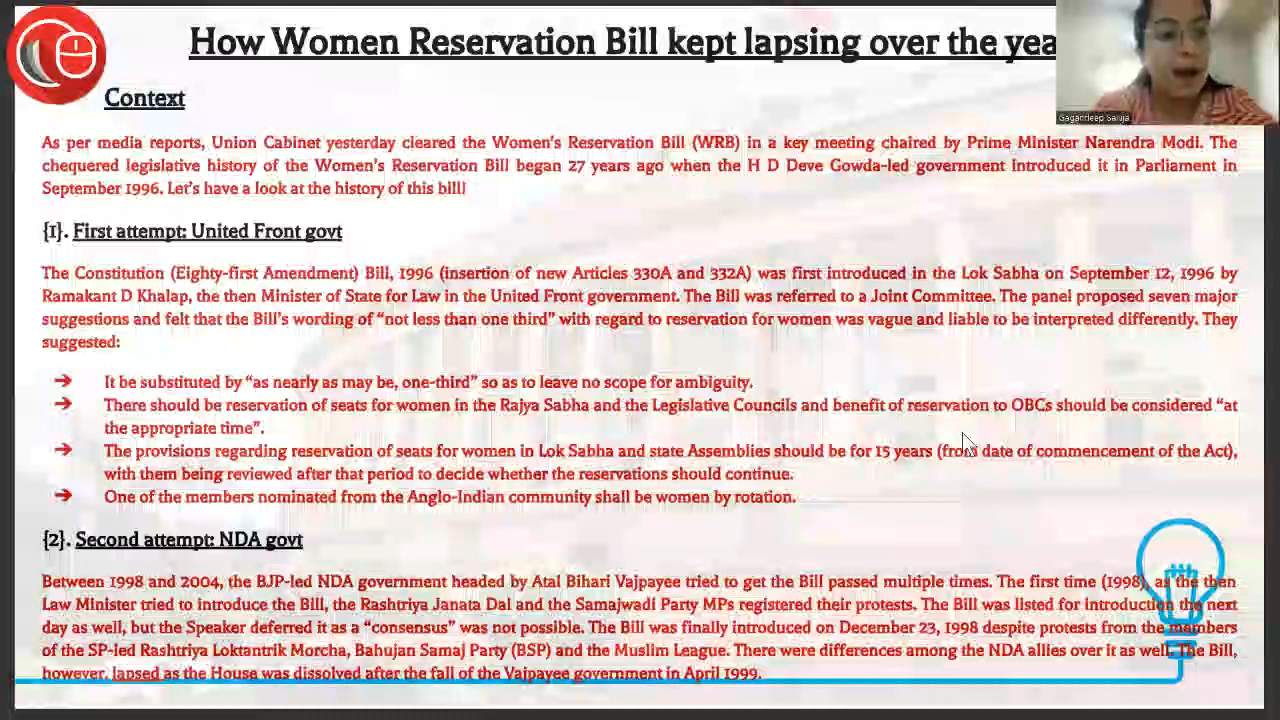 How Women Reservation Bill kept lapsing over the yea
Gagandeep Saluja
Context
As per media reports, Union Cabinet yesterday cleared the Women's Reservation Bill (WRB) in a key meeting chaired by Prime Minister Narendra Modi. The
chequered legislative history of the Women's Reservation Bill began 27 years ago when the H D Deve Gowda-led government introduced it in Parliament in
September 1996. Let's have a look at the history of this bill!
{1}. First attempt: United Front govt
The Constitution (Eighty-first Amendment) Bill, 1996 (insertion of new Articles 330A and 332A) was first introduced in the Lok Sabha on September 12, 1996 by
Ramakant D Khalap, the then Minister of State for Law in the United Front government. The Bill was referred to a Joint Committee. The panel proposed seven major
suggestions and felt that the Bill's wording of "not less than one third" with regard to reservation for women was vague and liable to be interpreted differently. They
suggested:
➔ It be substituted by "as nearly as may be, one-third" so as to leave no scope for ambiguity.
➔ There should be reservation of seats for women in the Rajya Sabha and the Legislative Councils and benefit of reservation to OBCs should be considered "at
the appropriate time".
➔ The provisions regarding reservation of seats for women in Lok Sabha and state Assemblies should be for 15 years (from date of commencement of the Act),
with them being reviewed after that period to decide whether the reservations should continue.
➔ One of the members nominated from the Anglo-Indian community shall be women by rotation.
{2}. Second attempt: NDA govt
Between 1998 and 2004, the BJP-led NDA government headed by Atal Bihari Vajpayee tried to get the Bill passed multiple times. The first time (1998), as the then
Law Minister tried to introduce the Bill, the Rashtriya Janata Dal and the Samajwadi Party MPs registered their protests. The Bill was listed for introduction the next
day as well, but the Speaker deferred it as a "consensus" was not possible. The Bill was finally introduced on December 23, 1998 despite protests from the members
of the SP-led Rashtriya Loktantrik Morcha, Bahujan Samaj Party (BSP) and the Muslim League. There were differences among the NDA allies over it as well. The Bill,
however, lapsed as the House was dissolved after the fall of the Vajpayee government in April 1999.